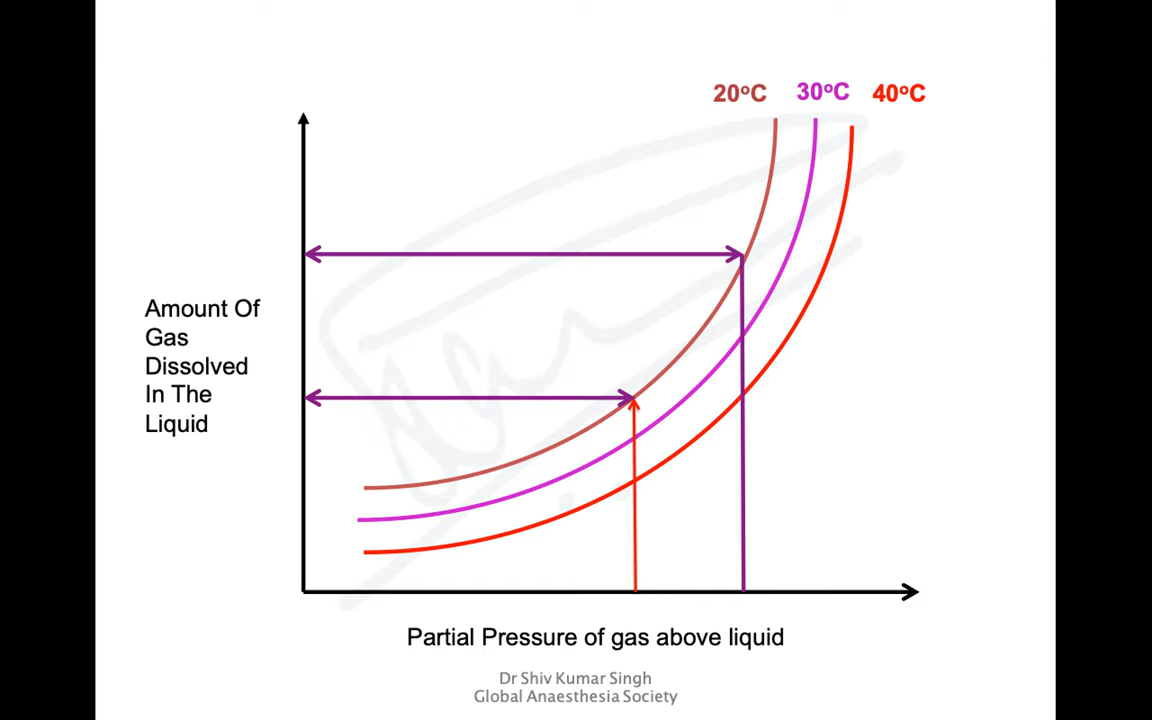 20°C 30°C 40°C
Amount Of
Gas
Dissolved
In The
Liquid
Partial Pressure of gas above liquid
Dr Shiv Kumar Singh
Global Anaesthesia Society